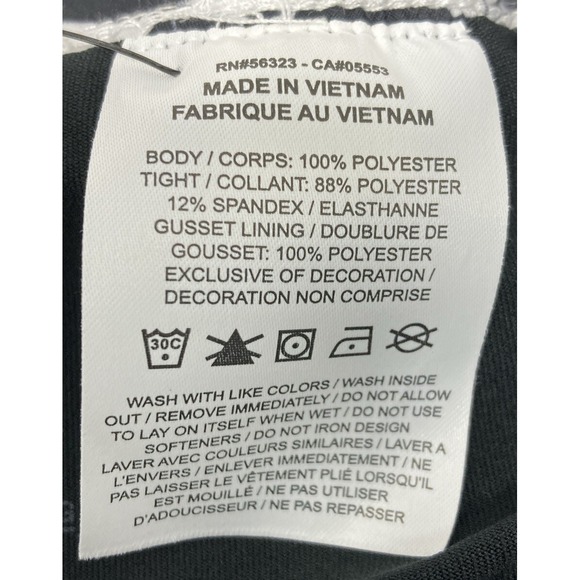 RN#56323 - CA#05553
MADE IN VIETNAM
FABRIQUE AU VIETNAM
BODY / CORPS: 100% POLYESTER
TIGHT / COLLANT: 88% POLYESTER
12% SPANDEX / ELASTHANNE
GUSSET LINING / DOUBLURE DE
GOUSSET: 100% POLYESTER
EXCLUSIVE OF DECORATION /
DECORATION NON COMPRISE
30C
WASH WITH LIKE COLORS / WASH INSIDE
OUT / REMOVE IMMEDIATELY / DO NOT ALLOW
TO LAY ON ITSELF WHEN WET / DO NOT USE
SOFTENERS / DO NOT IRON DESIGN
LAVER AVEC COULEURS SIMILAIRES / LAVER A
L'ENVERS / ENLEVER IMMEDIATEMENT / NE
PAS LAISSER LE VÊTEMENT PLIÉ LORSQU'IL
EST MOUILLÉ / NE PAS UTILISER
D'ADOUCISSEUR / NE PAS REPASSER